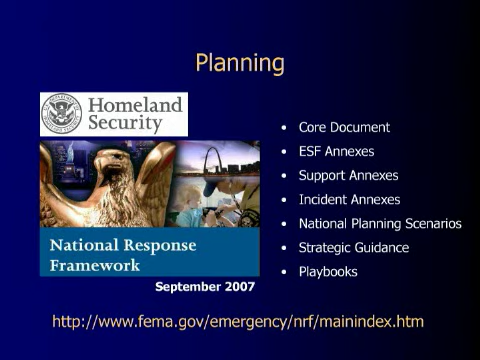 Planning
Homeland
Security
National Response
Framework
September 2007
• Core Document
• ESF Annexes
• Support Annexes
• Incident Annexes
• National Planning Scenarios
• Strategic Guidance
• Playbooks
http://www.fema.gov/emergency/nrf/mainindex.htm